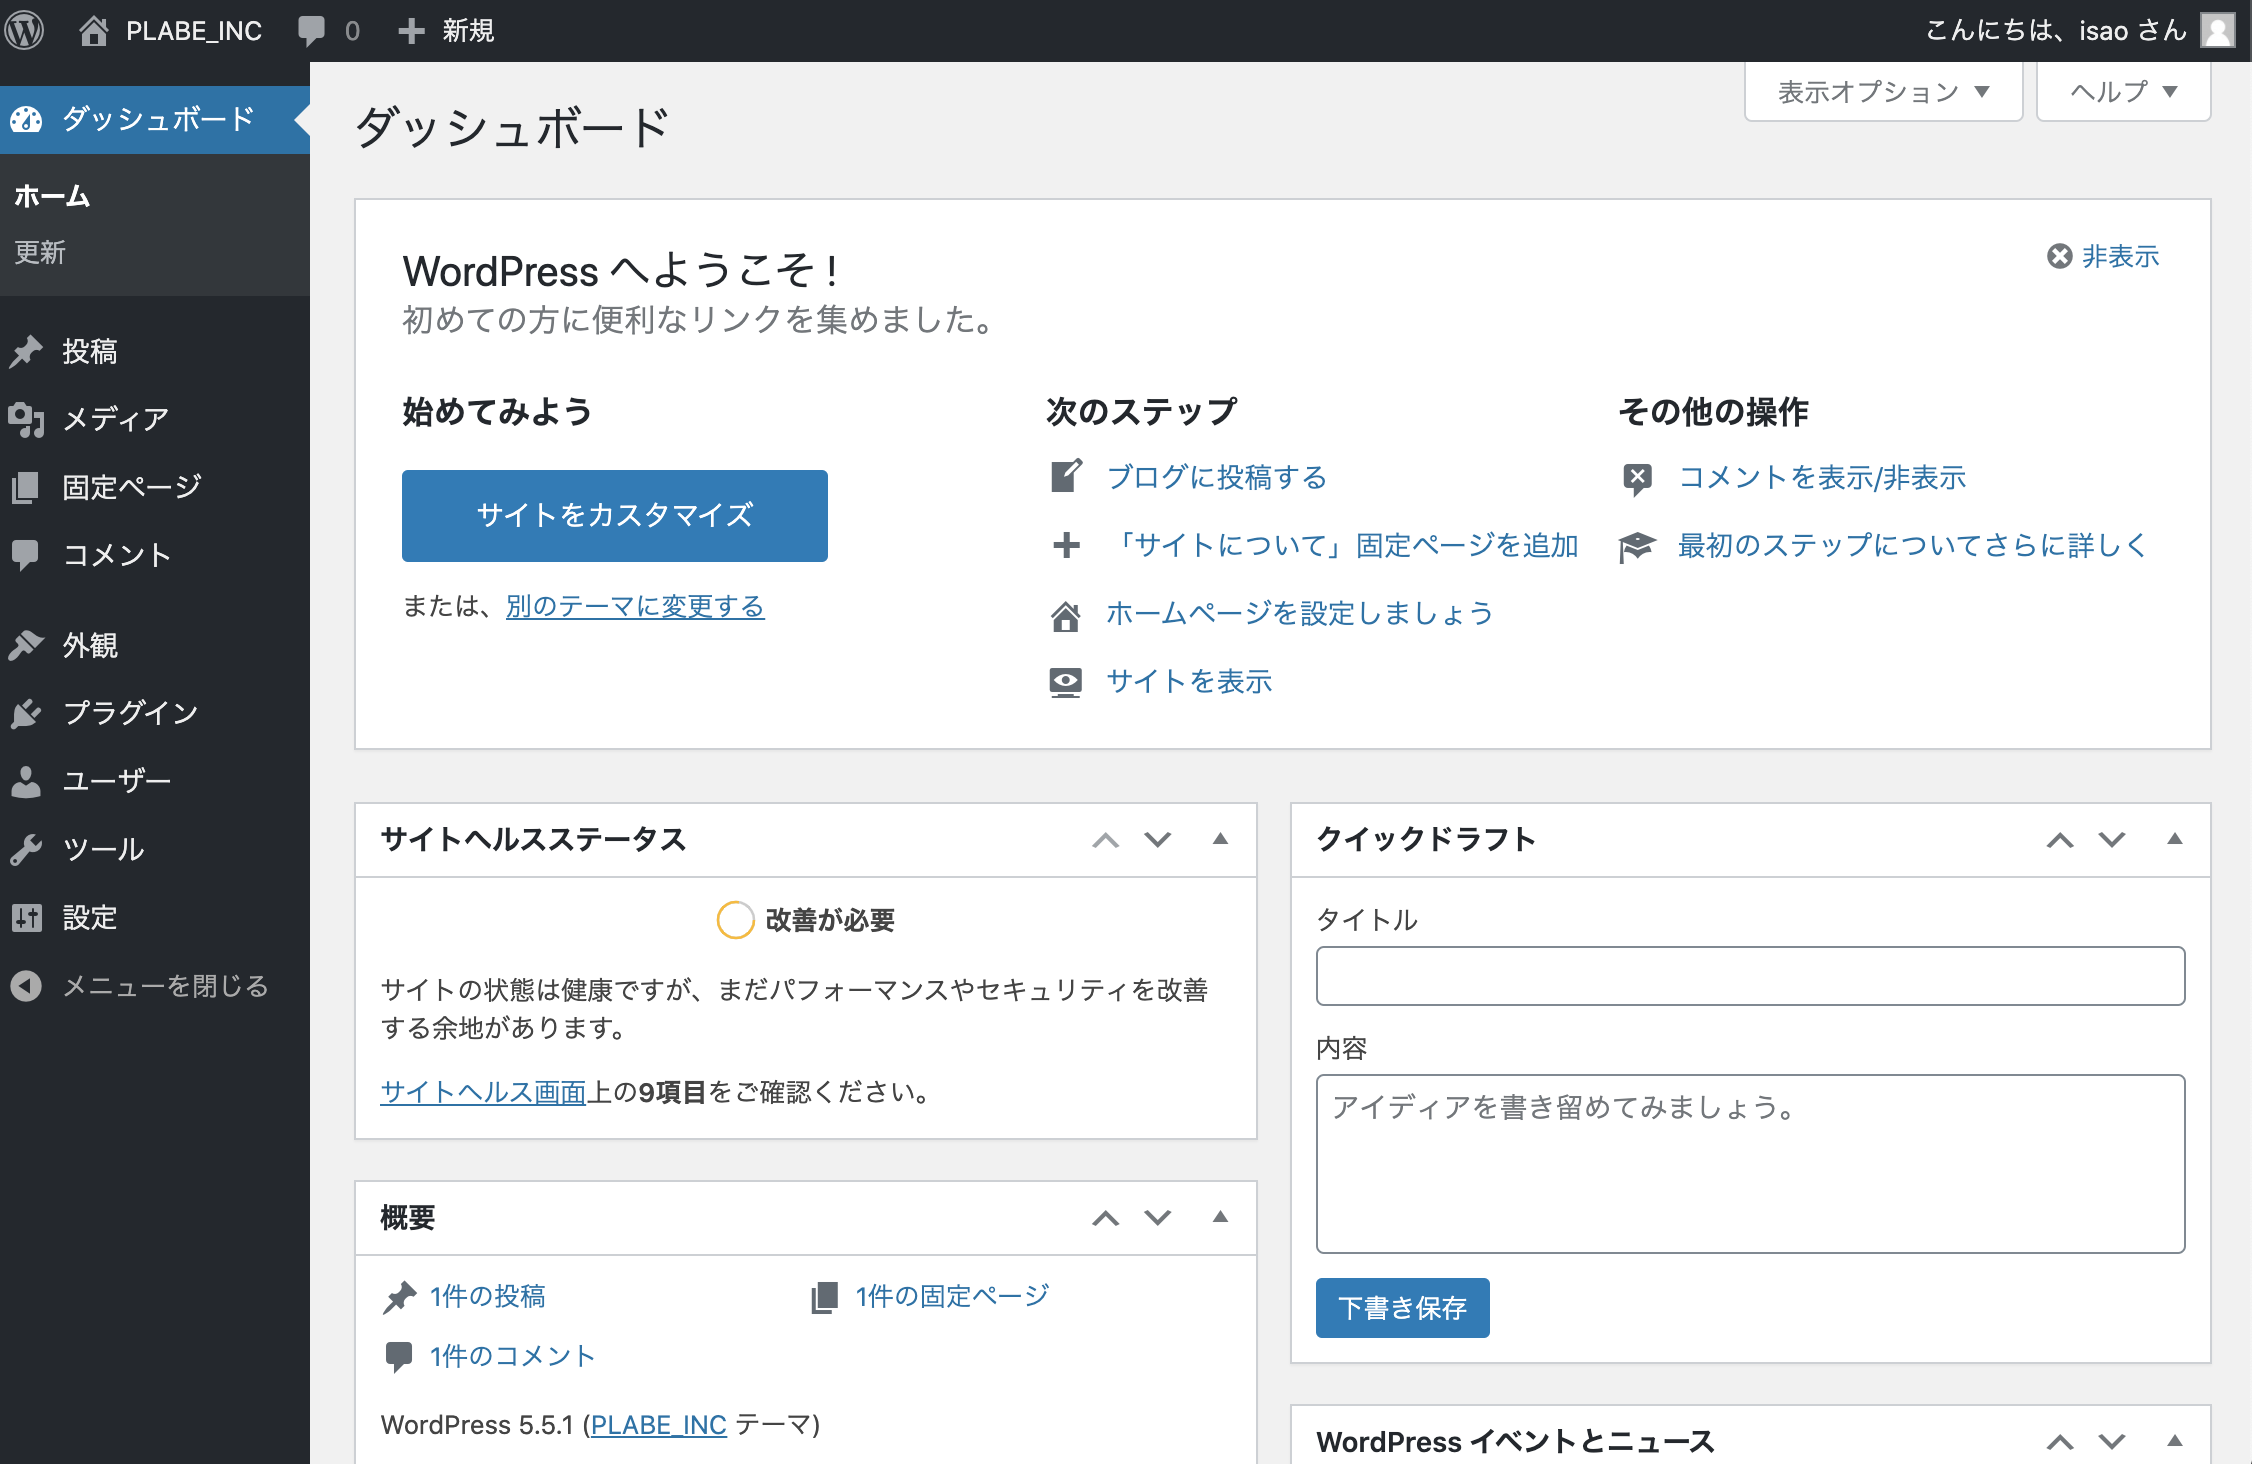 PLABE_INC
0
新規
こんにちは、isao さん
ダッシュボード
ホーム
更新
投稿
メディア
固定ページ
コメント
外観
プラグイン
ユーザー
ツール
設定
メニューを閉じる
表示オプション
ヘルプ
ダッシュボード
WordPress へようこそ !
初めての方に便利なリンクを集めました。
非表示
始めてみよう
サイトをカスタマイズ
または、別のテーマに変更する
次のステップ
ブログに投稿する
「サイトについて」固定ページを追加
ホームページを設定しましょう
サイトを表示
その他の操作
コメントを表示/非表示
最初のステップについてさらに詳しく
サイトヘルスステータス
改善が必要
サイトの状態は健康ですが、まだパフォーマンスやセキュリティを改善
する余地があります。
サイトヘルス画面上の9項目をご確認ください。
概要
1件の投稿
1件の固定ページ
1件のコメント
WordPress 5.5.1 (PLABE_INC テーマ)
クイックドラフト
タイトル
内容
アイディアを書き留めてみましょう。
下書き保存
WordPress イベントとニュース